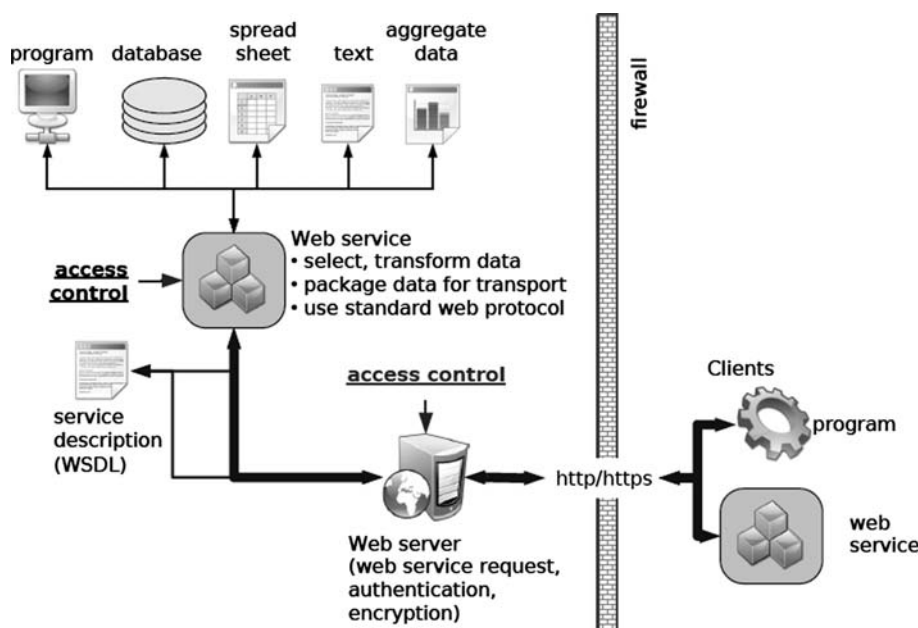 program
database
spread
sheet
text
aggregate
data
firewall
Web service
• select, transform data
• package data for transport
• use standard web protocol
access
control
service
description
(WSDL)
access control
Web server
(web service request,
authentication,
encryption)
http/https
Clients
program
web
service